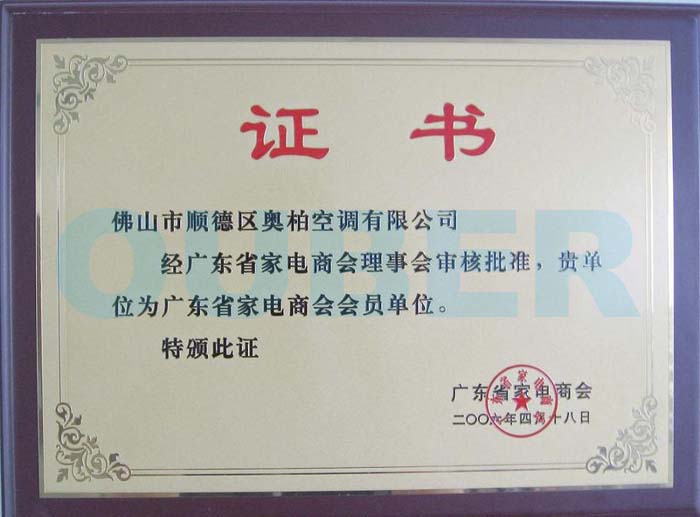 证书
佛山市顺德区奥柏空调有限公司
经广东省家电商会理事会审核批准，贵单
位为广东省家电商会会员单位。
特颁此证
广东省家电商会
二〇〇六年四月十八日
OUBER